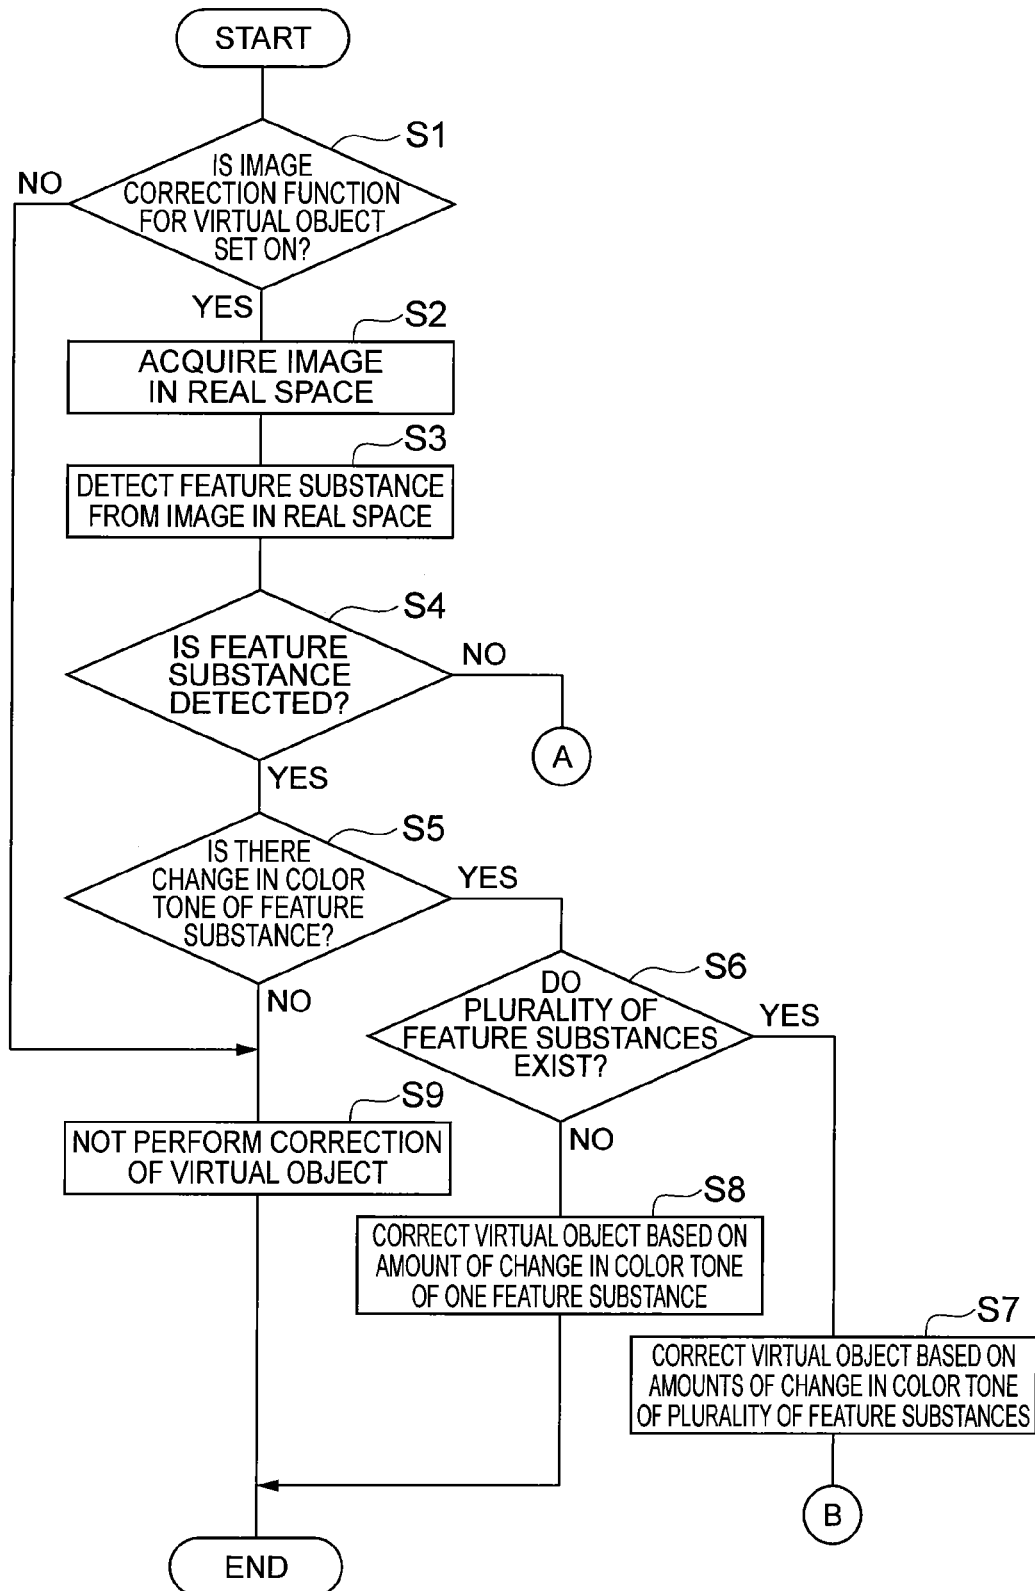 START
S1
IS IMAGE
CORRECTION FUNCTION
FOR VIRTUAL OBJECT
SET ON?
NO
YES
S2
ACQUIRE IMAGE
IN REAL SPACE
S3
DETECT FEATURE SUBSTANCE
FROM IMAGE IN REAL SPACE
S4
IS FEATURE
SUBSTANCE
DETECTED?
NO
A
YES
S5
IS THERE
CHANGE IN COLOR
TONE OF FEATURE
SUBSTANCE?
YES
NO
S6
DO
PLURALITY OF
FEATURE SUBSTANCES
EXIST?
YES
NO
S9
NOT PERFORM CORRECTION
OF VIRTUAL OBJECT
S8
CORRECT VIRTUAL OBJECT BASED ON
AMOUNT OF CHANGE IN COLOR TONE
OF ONE FEATURE SUBSTANCE
S7
CORRECT VIRTUAL OBJECT BASED ON
AMOUNTS OF CHANGE IN COLOR TONE
OF PLURALITY OF FEATURE SUBSTANCES
B
END